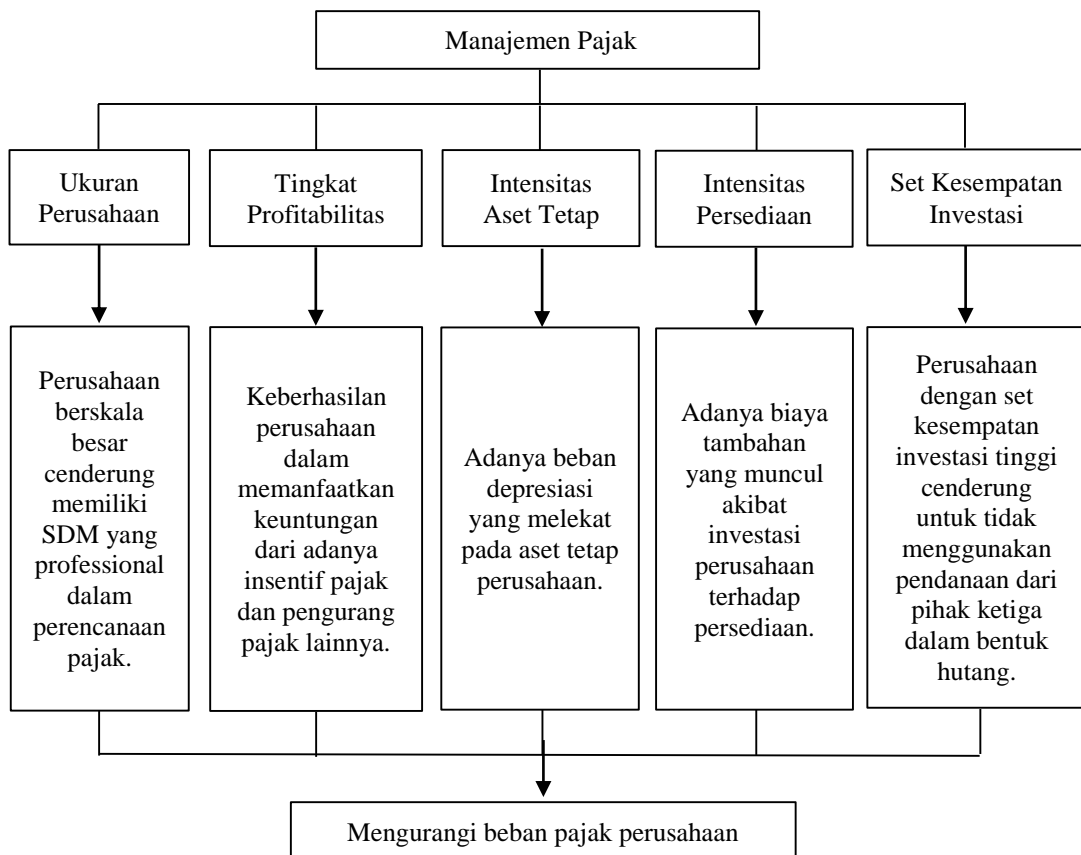 Manajemen Pajak
Ukuran
Perusahaan
Tingkat
Profitabilitas
Intensitas
Aset Tetap
Intensitas
Persediaan
Set Kesempatan
Investasi
Perusahaan
berskala
besar
cenderung
memiliki
SDM yang
professional
dalam
perencanaan
pajak.
Keberhasilan
perusahaan
dalam
memanfaatkan
keuntungan
dari adanya
insentif pajak
dan pengurang
pajak lainnya.
Adanya beban
depresiasi
yang melekat
pada aset tetap
perusahaan.
Adanya biaya
tambahan
yang muncul
akibat
investasi
perusahaan
terhadap
persediaan.
Perusahaan
dengan set
kesempatan
investasi tinggi
cenderung
untuk tidak
menggunakan
pendanaan dari
pihak ketiga
dalam bentuk
hutang.
Mengurangi beban pajak perusahaan